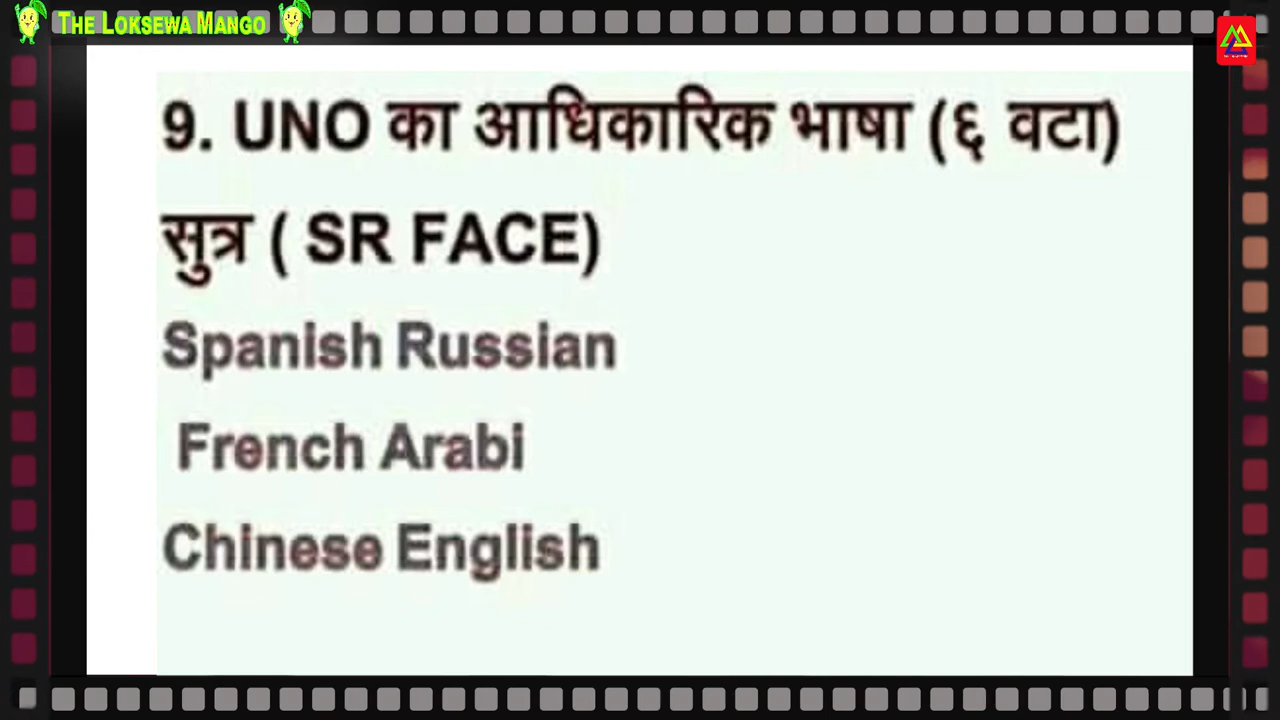 THE LOKSEWA MANGO
9. UNO का आधिकारिक भाषा (६ वटा)
सुत्र ( SR FACE)
Spanish Russian
French Arabi
Chinese English